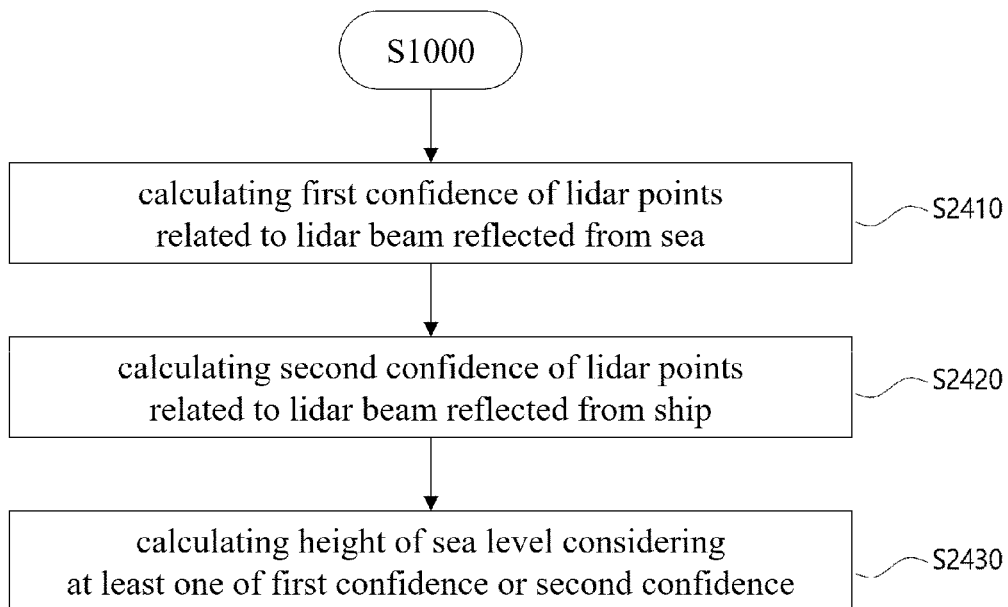 S1000
calculating first confidence of lidar points
related to lidar beam reflected from sea
S2410
calculating second confidence of lidar points
related to lidar beam reflected from ship
S2420
calculating height of sea level considering
at least one of first confidence or second confidence
S2430